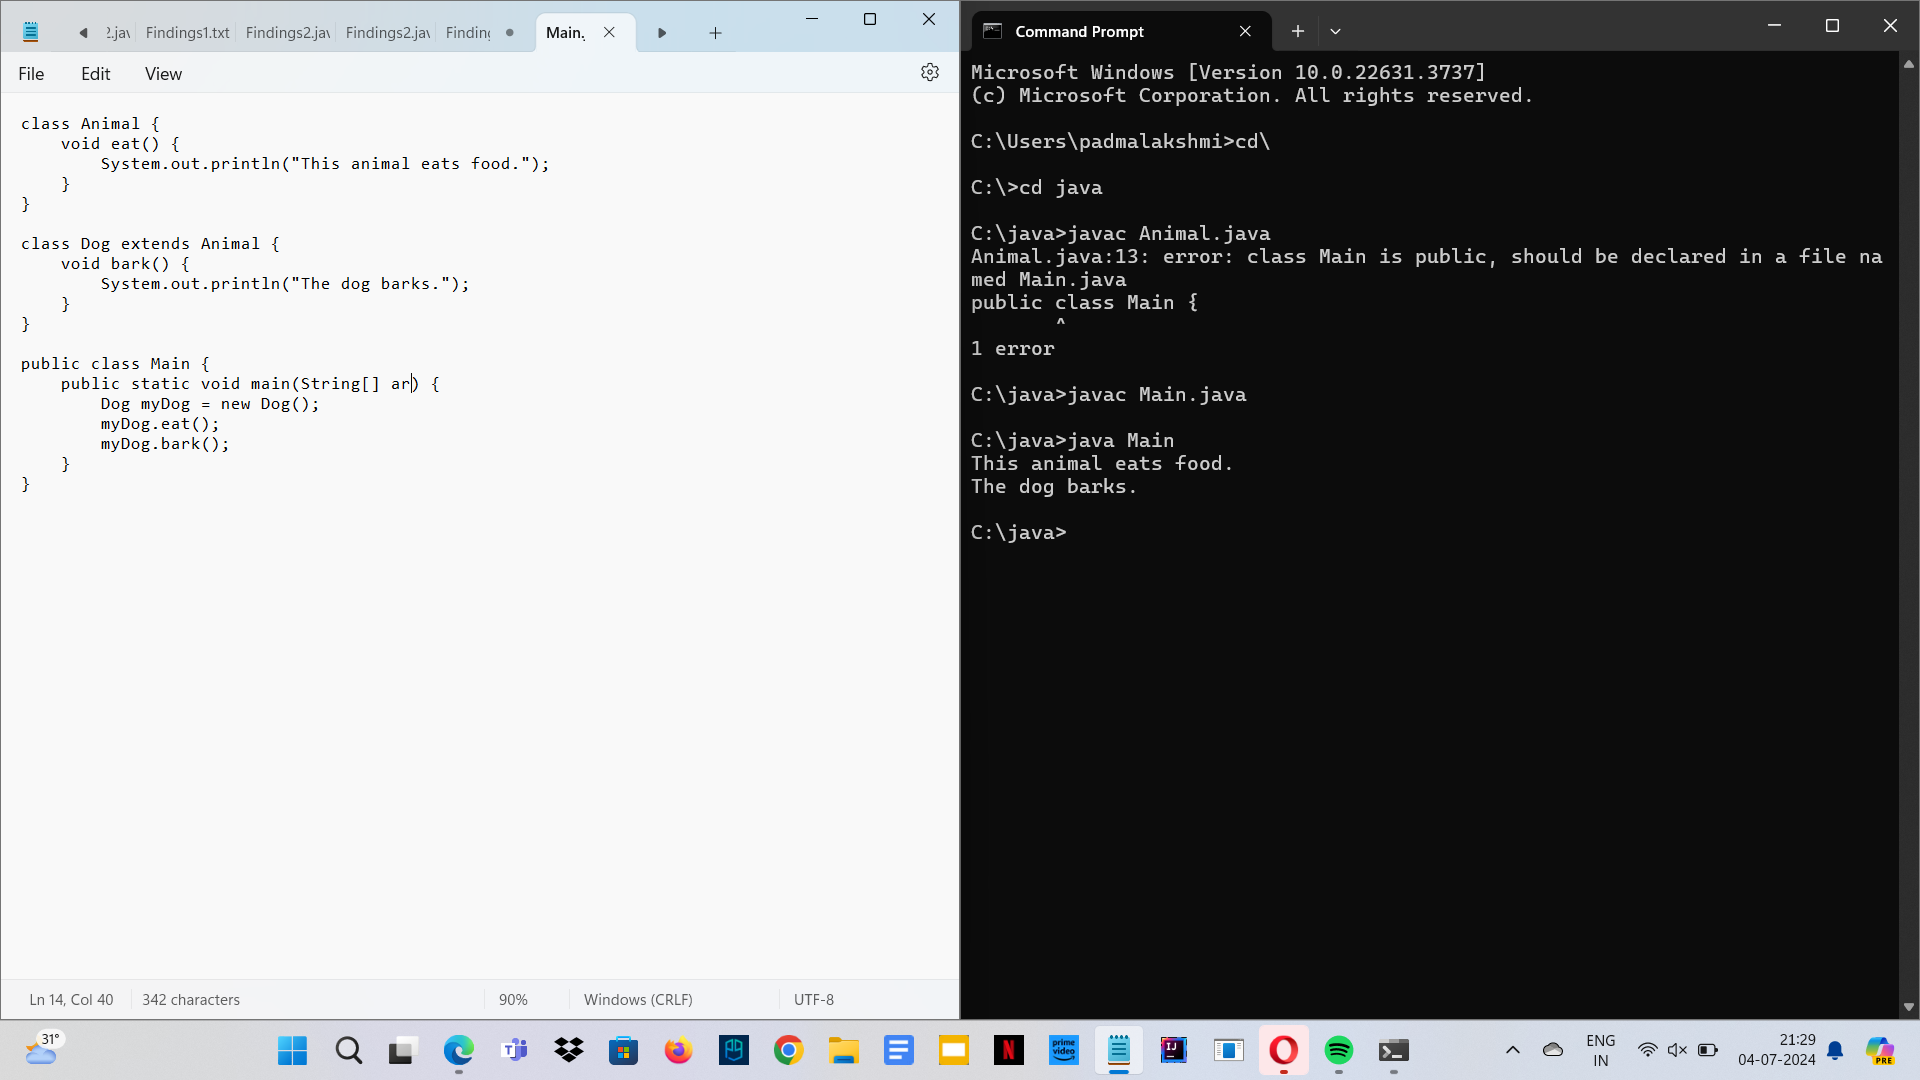 2.jav Findings1.txt Findings2.jav Findings2.jav Finding Main.
File Edit View
class Animal {
    void eat() {
        System.out.println("This animal eats food.");
    }
}
class Dog extends Animal {
    void bark() {
        System.out.println("The dog barks.");
    }
}
public class Main {
    public static void main(String[] ar) {
        Dog myDog = new Dog();
        myDog.eat();
        myDog.bark();
    }
}
Ln 14, Col 40 342 characters 90% Windows (CRLF) UTF-8
Command Prompt
Microsoft Windows [Version 10.0.22631.3737]
(c) Microsoft Corporation. All rights reserved.
C:\Users\padmalakshmi>cd\
C:\>cd java
C:\java>javac Animal.java
Animal.java:13: error: class Main is public, should be declared in a file na
med Main.java
public class Main {
       ^
1 error
C:\java>javac Main.java
C:\java>java Main
This animal eats food.
The dog barks.
C:\java>
31°
prime
video
N
IJ
ENG
IN
21:29
04-07-2024
PRE